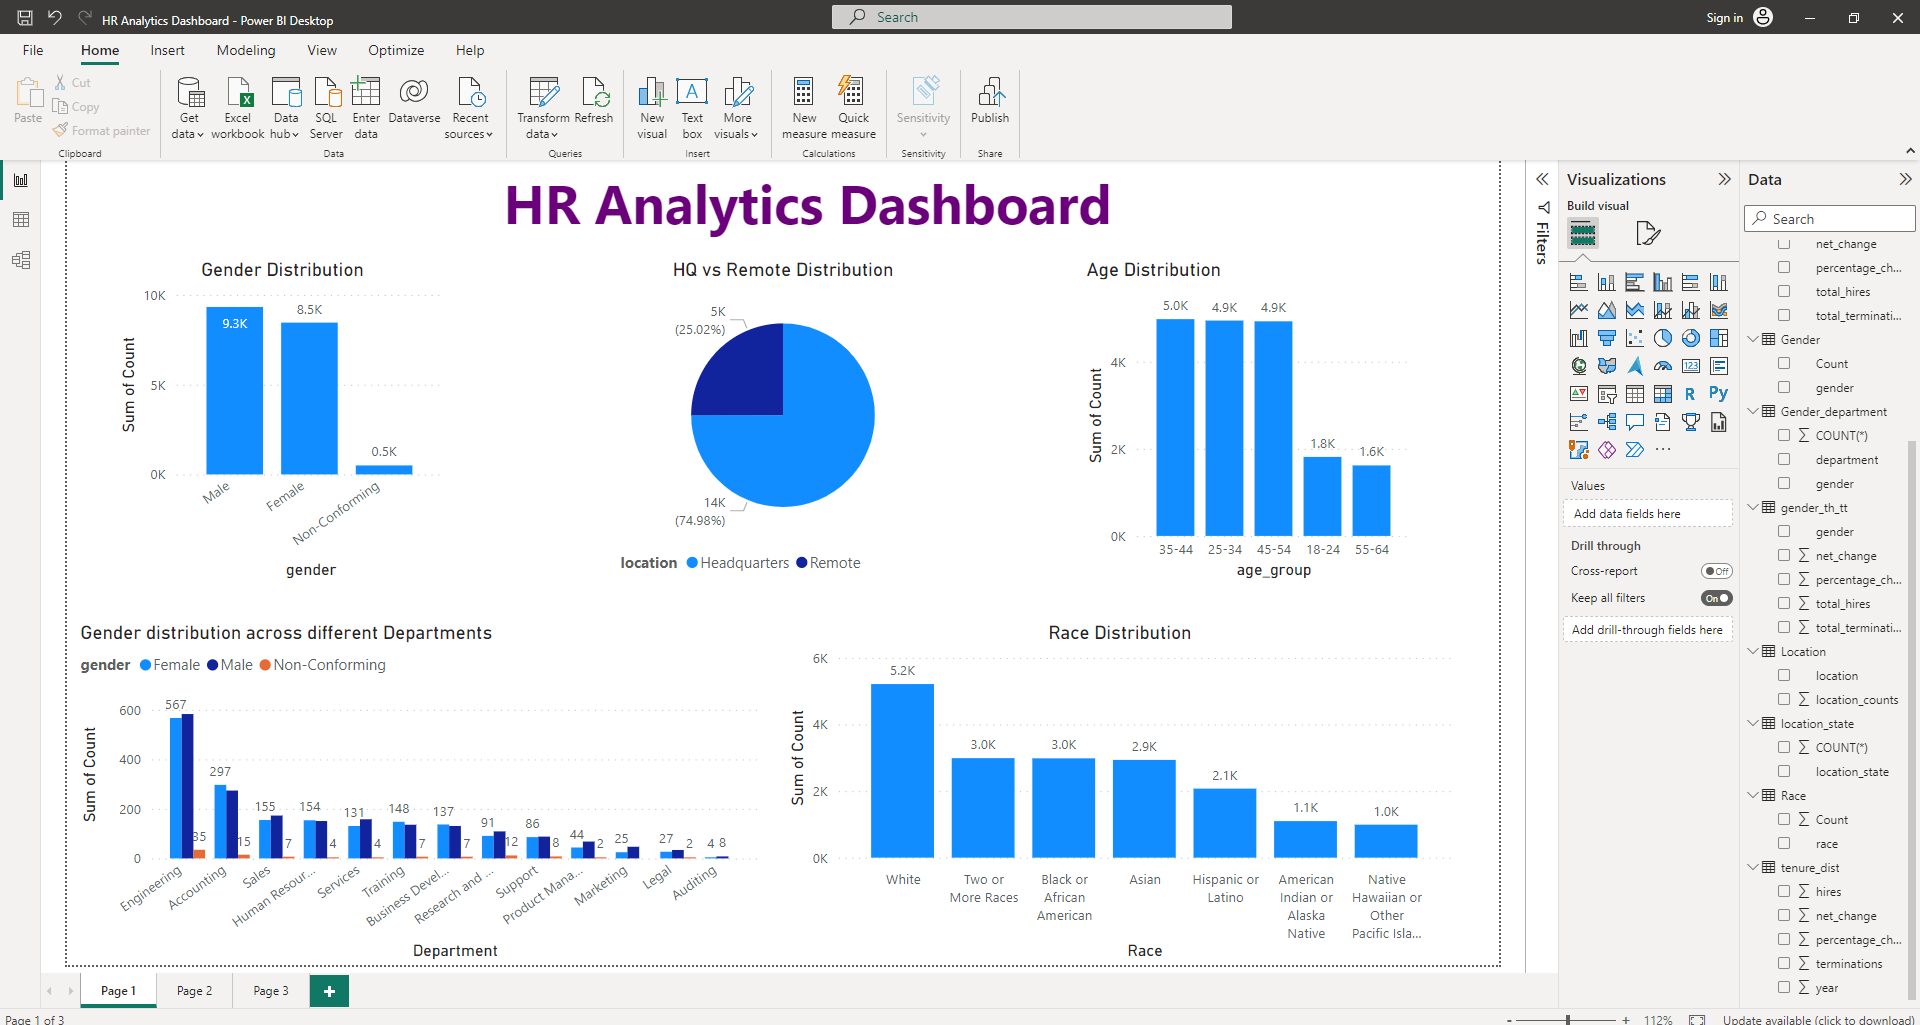 HR Analytics Dashboard - Power BI Desktop
Search
Sign in
File Home Insert Modeling View Optimize Help
Paste
Cut
Copy
Format painter
Clipboard
Get data
Excel workbook
Data hub
SQL Server
Enter data
Dataverse
Recent sources
Data
Transform data
Refresh
Queries
New visual
Text box
More visuals
Insert
New measure
Quick measure
Calculations
Sensitivity
Sensitivity
Publish
Share
HR Analytics Dashboard
Gender Distribution
Sum of Count
10K
5K
0K
9.3K
8.5K
0.5K
Male
Female
Non-Conforming
gender
HQ vs Remote Distribution
5K
(25.02%)
14K
(74.98%)
location Headquarters Remote
Age Distribution
Sum of Count
4K
2K
0K
5.0K
4.9K
4.9K
1.8K
1.6K
35-44 25-34 45-54 18-24 55-64
age_group
Gender distribution across different Departments
gender Female Male Non-Conforming
Sum of Count
600
400
200
0
567
35
297
15
155
7
154
4
131
4
148
7
137
7
91
12
86
8
44
2
25
27
2
4
8
Engineering
Accounting
Sales
Human Resour...
Services
Training
Business Devel...
Research and ...
Support
Product Mana...
Marketing
Legal
Auditing
Department
Race Distribution
Sum of Count
6K
4K
2K
0K
5.2K
3.0K
3.0K
2.9K
2.1K
1.1K
1.0K
White
Two or
More Races
Black or
African
American
Asian
Hispanic or
Latino
American
Indian or
Alaska
Native
Native
Hawaiian or
Other
Pacific Isla...
Race
Filters
Visualizations
Build visual
123
R
Py
Values
Add data fields here
Drill through
Cross-report
Off
Keep all filters
On
Add drill-through fields here
Data
Search
net_change
percentage_ch...
total_hires
total_terminati...
Gender
Count
gender
Gender_department
COUNT(*)
department
gender
gender_th_tt
gender
net_change
percentage_ch...
total_hires
total_terminati...
Location
location
location_counts
location_state
COUNT(*)
location_state
Race
Count
race
tenure_dist
hires
net_change
percentage_ch...
terminations
year
Page 1 Page 2 Page 3
Page 1 of 3
112%
Update available (click to download)